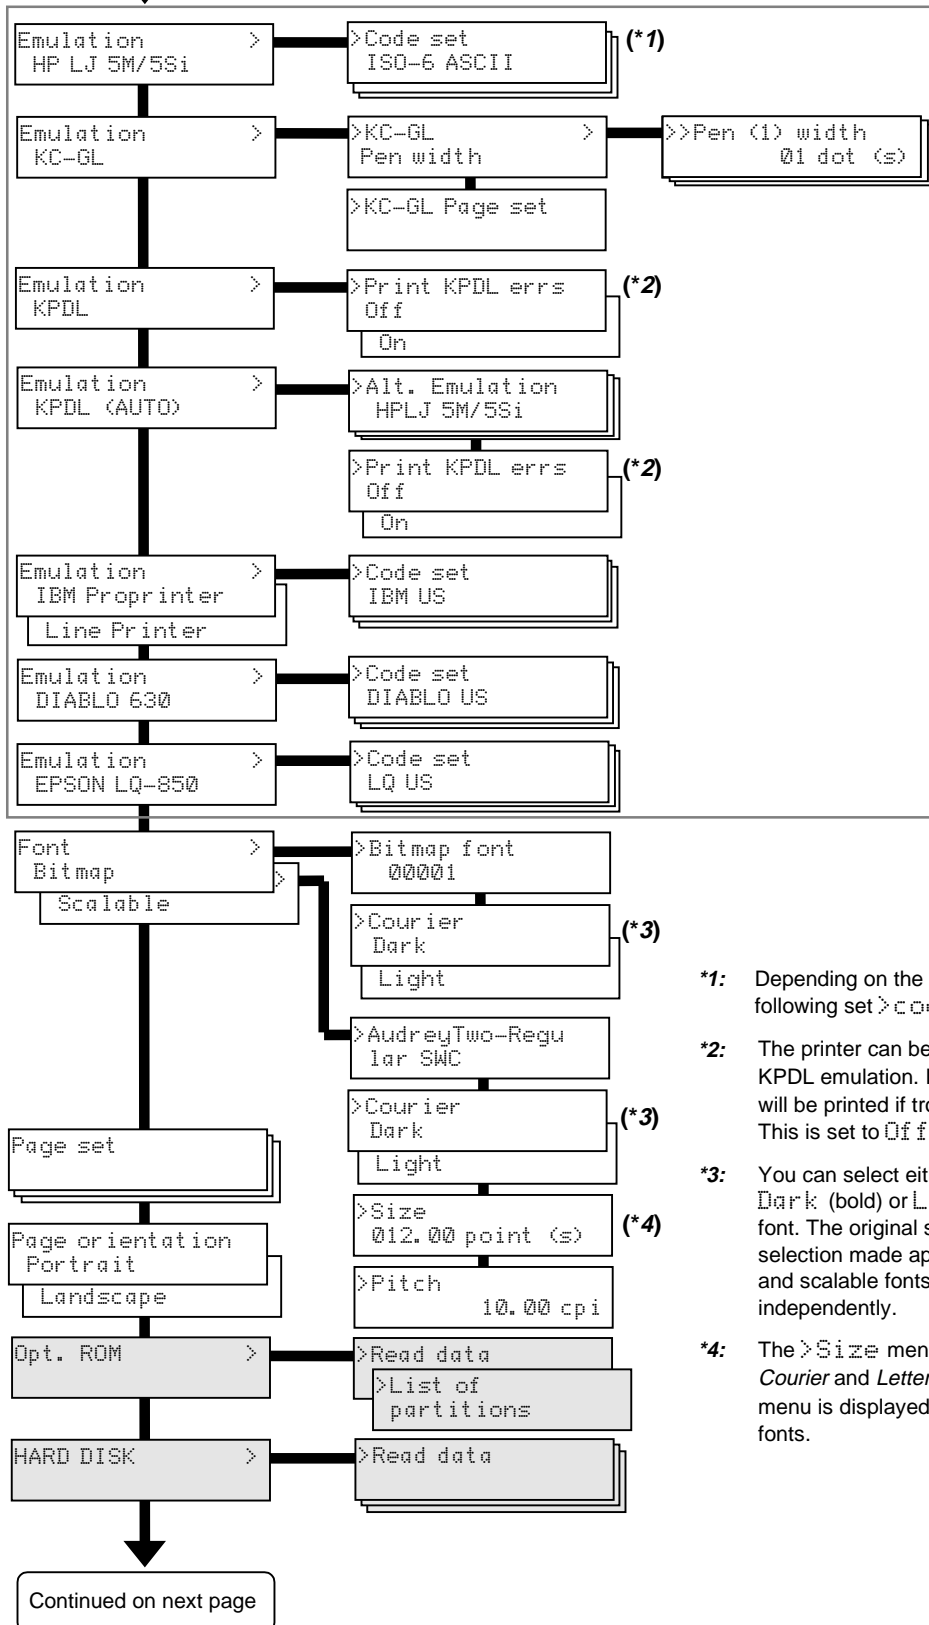 Emulation >
HP LJ 5M/5Si
>Code set
ISO-6 ASCII
(*1)
Emulation >
KC-GL
>KC-GL >
Pen width
>>Pen (1) width
01 dot (s)
>KC-GL Page set
Emulation >
KPDL
>Print KPDL errs
Off
On
(*2)
Emulation >
KPDL (AUTO)
>Alt. Emulation
HPLJ 5M/5Si
>Print KPDL errs
Off
On
(*2)
Emulation >
IBM Proprinter
Line Printer
>Code set
IBM US
Emulation >
DIABLO 630
>Code set
DIABLO US
Emulation >
EPSON LQ-850
>Code set
LQ US
Font >
Bitmap
Scalable >
>Bitmap font
00001
>Courier
Dark
Light
(*3)
>AudreyTwo-Regu
lar SWC
>Courier
Dark
Light
(*3)
>Size
012.00 point (s)
(*4)
>Pitch
10.00 cpi
Page set
Page orientation
Portrait
Landscape
Opt. ROM >
>Read data
>List of
partitions
HARD DISK >
>Read data
Continued on next page
*1: Depending on the
following set >co
*2: The printer can be
KPDL emulation.
will be printed if
This is set to Off
*3: You can select
Dark (bold) or
font. The original
selection made
and scalable fonts
independently.
*4: The >Size
Courier and Letter
menu is displayed
fonts.